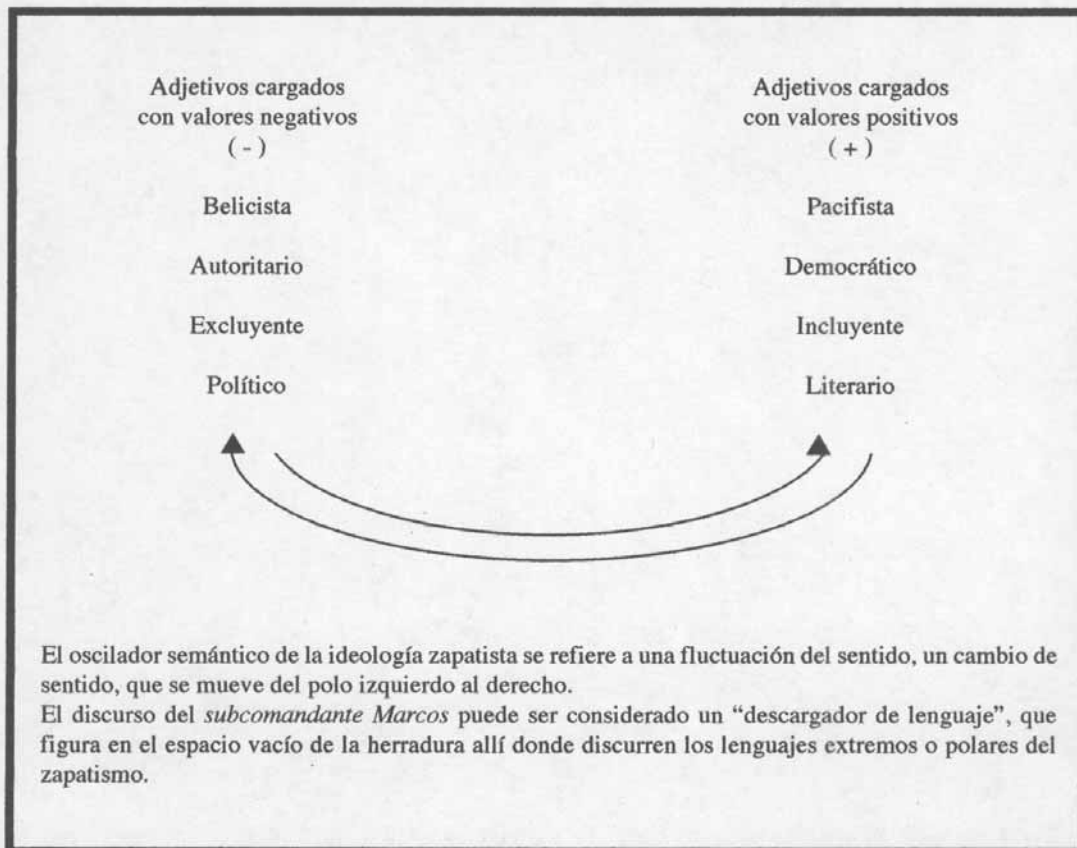 Adjetivos cargados
con valores negativos
( - )
Belicista
Autoritario
Excluyente
Político
Adjetivos cargados
con valores positivos
( + )
Pacifista
Democrático
Incluyente
Literario
El oscilador semántico de la ideología zapatista se refiere a una fluctuación del sentido, un cambio de
sentido, que se mueve del polo izquierdo al derecho.
El discurso del subcomandante Marcos puede ser considerado un “descargador de lenguaje”, que
figura en el espacio vacío de la herradura allí donde discurren los lenguajes extremos o polares del
zapatismo.